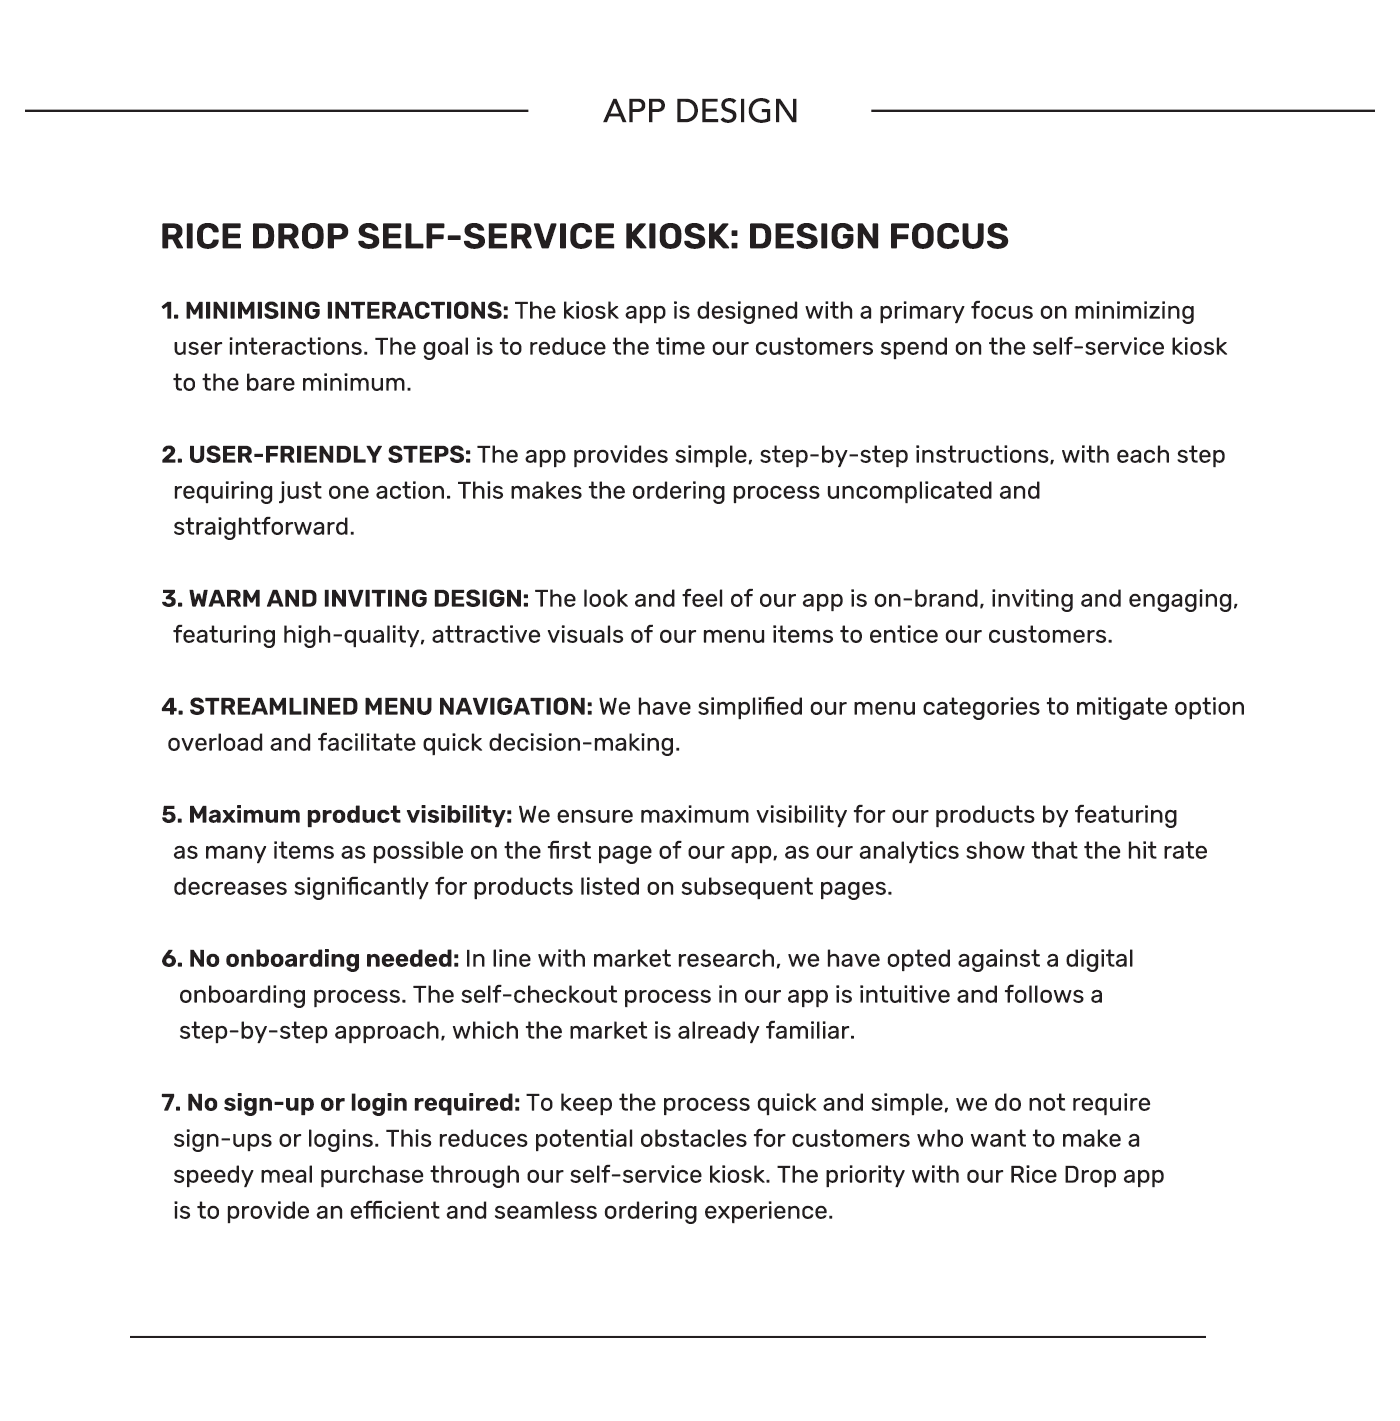 APP DESIGN
RICE DROP SELF-SERVICE KIOSK: DESIGN FOCUS
1. MINIMISING INTERACTIONS: The kiosk app is designed with a primary focus on minimizing
user interactions. The goal is to reduce the time our customers spend on the self-service kiosk
to the bare minimum.
2. USER-FRIENDLY STEPS: The app provides simple, step-by-step instructions, with each step
requiring just one action. This makes the ordering process uncomplicated and
straightforward.
3. WARM AND INVITING DESIGN: The look and feel of our app is on-brand, inviting and engaging,
featuring high-quality, attractive visuals of our menu items to entice our customers.
4. STREAMLINED MENU NAVIGATION: We have simplified our menu categories to mitigate option
overload and facilitate quick decision-making.
5. Maximum product visibility: We ensure maximum visibility for our products by featuring
as many items as possible on the first page of our app, as our analytics show that the hit rate
decreases significantly for products listed on subsequent pages.
6. No onboarding needed: In line with market research, we have opted against a digital
onboarding process. The self-checkout process in our app is intuitive and follows a
step-by-step approach, which the market is already familiar.
7. No sign-up or login required: To keep the process quick and simple, we do not require
sign-ups or logins. This reduces potential obstacles for customers who want to make a
speedy meal purchase through our self-service kiosk. The priority with our Rice Drop app
is to provide an efficient and seamless ordering experience.